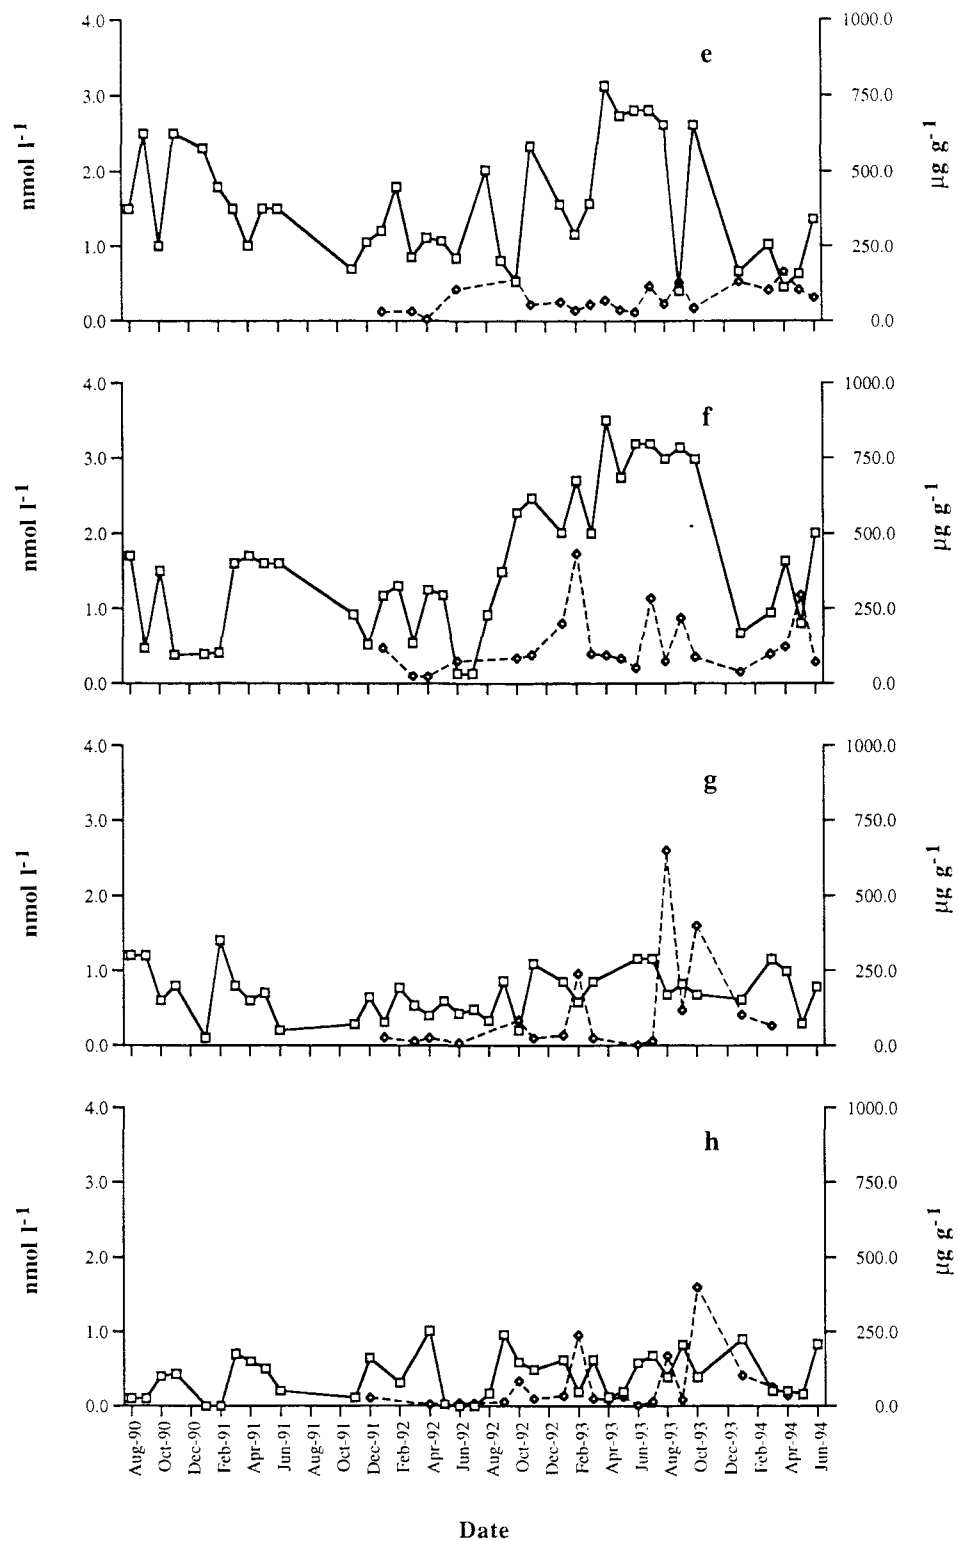 4.0 1000.0
e
3.0 750.0
nmol l-1 µg g-1
2.0 500.0
1.0 250.0
0.0 0.0
4.0 1000.0
f
3.0 750.0
nmol l-1 µg g-1
2.0 500.0
1.0 250.0
0.0 0.0
4.0 1000.0
g
3.0 750.0
nmol l-1 µg g-1
2.0 500.0
1.0 250.0
0.0 0.0
4.0 1000.0
h
3.0 750.0
nmol l-1 µg g-1
2.0 500.0
1.0 250.0
0.0 0.0
Aug-90 Oct-90 Dec-90 Feb-91 Apr-91 Jun-91 Aug-91 Oct-91 Dec-91 Feb-92 Apr-92 Jun-92 Aug-92 Oct-92 Dec-92 Feb-93 Apr-93 Jun-93 Aug-93 Oct-93 Dec-93 Feb-94 Apr-94 Jun-94
Date